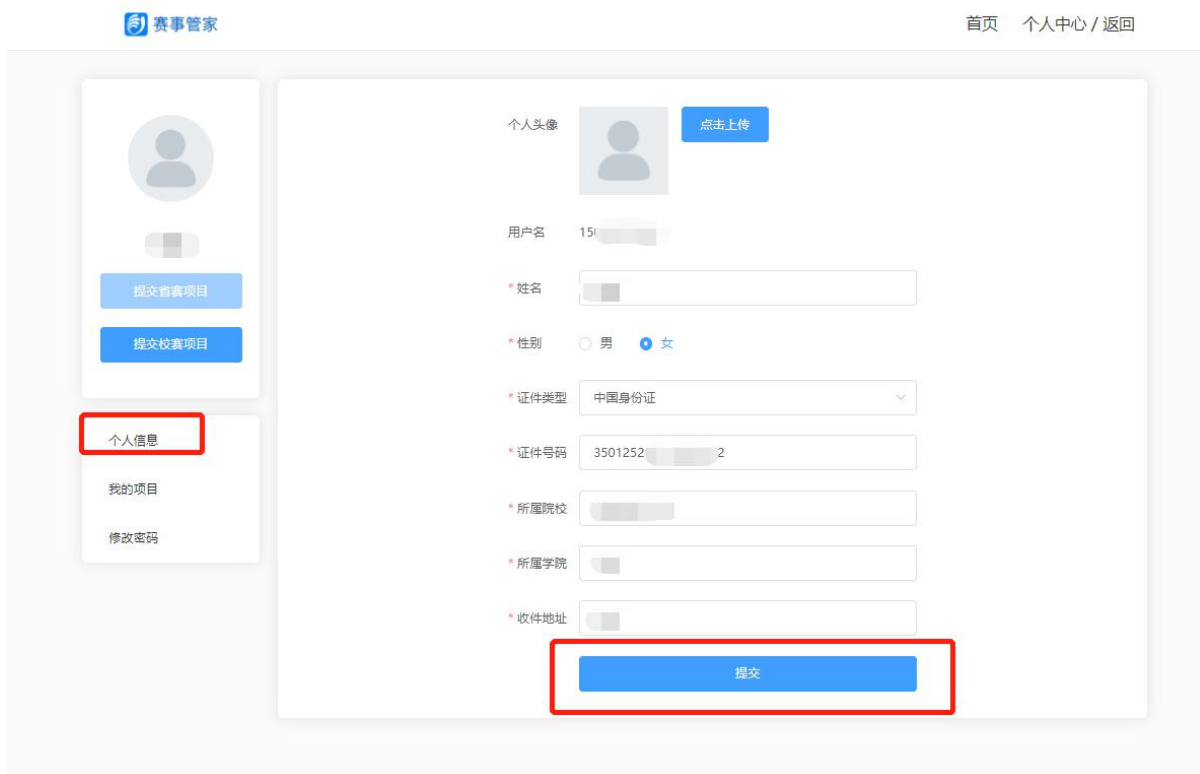 赛事管家
首页 个人中心 / 返回
提交省赛项目
提交校赛项目
个人信息
我的项目
修改密码
个人头像 点击上传
用户名 15
* 姓名
* 性别 男 女
* 证件类型 中国身份证
* 证件号码 3501252 2
* 所属院校
* 所属学院
* 收件地址
提交